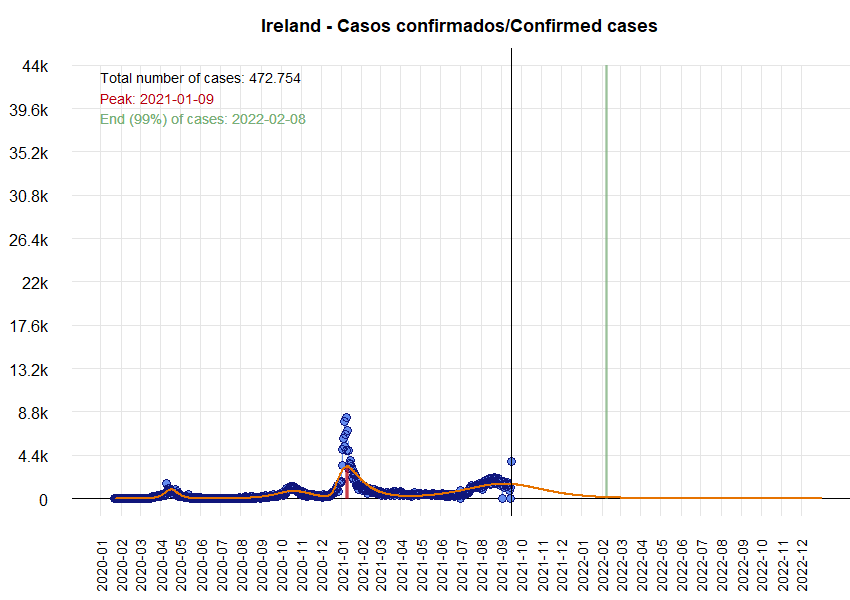 Ireland - Casos confirmados/Confirmed cases
44k
39.6k
35.2k
30.8k
26.4k
22k
17.6k
13.2k
8.8k
4.4k
0
Total number of cases: 472.754
Peak: 2021-01-09
End (99%) of cases: 2022-02-08
2020-01
2020-02
2020-03
2020-04
2020-05
2020-06
2020-07
2020-08
2020-09
2020-10
2020-11
2020-12
2021-01
2021-02
2021-03
2021-04
2021-05
2021-06
2021-07
2021-08
2021-09
2021-10
2021-11
2021-12
2022-01
2022-02
2022-03
2022-04
2022-05
2022-06
2022-07
2022-08
2022-09
2022-10
2022-11
2022-12